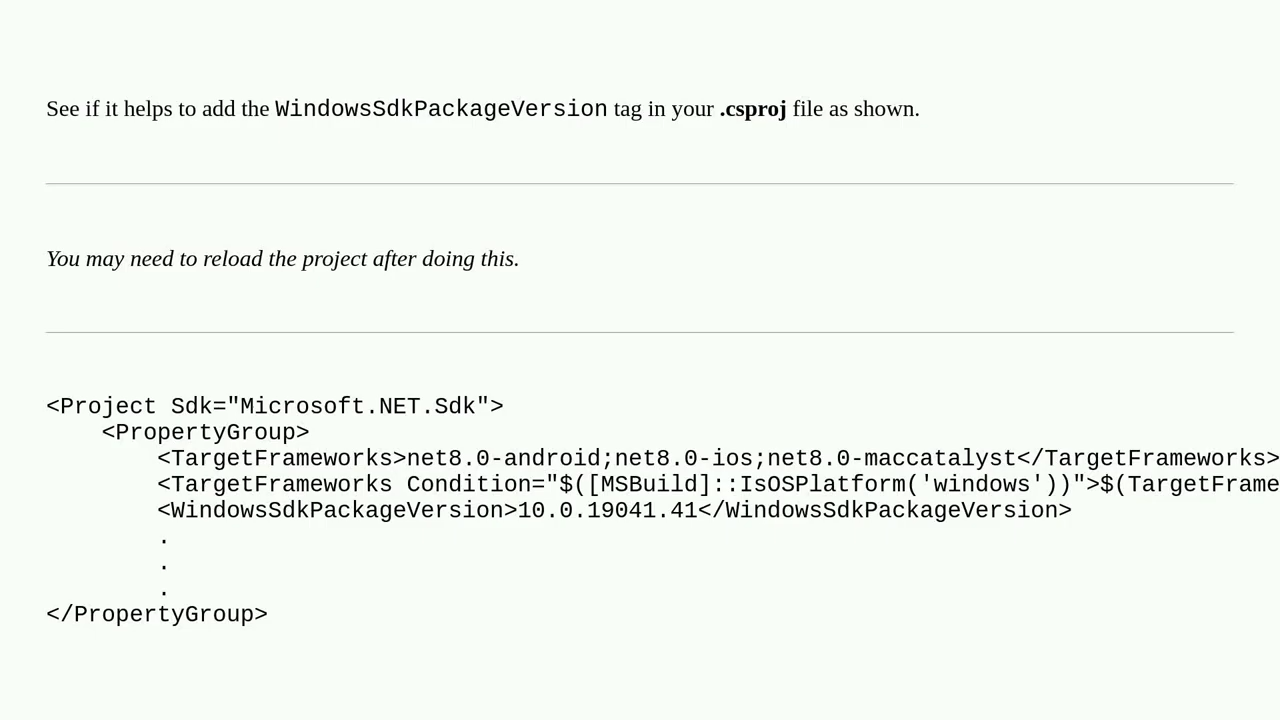 See if it helps to add the WindowsSdkPackageVersion tag in your .csproj file as shown.
You may need to reload the project after doing this.
<Project Sdk="Microsoft.NET.Sdk">
    <PropertyGroup>
        <TargetFrameworks>net8.0-android;net8.0-ios;net8.0-maccatalyst</TargetFrameworks>
        <TargetFrameworks Condition="$([MSBuild]::IsOSPlatform('windows'))">$(TargetFrame
        <WindowsSdkPackageVersion>10.0.19041.41</WindowsSdkPackageVersion>
        .
        .
        .
</PropertyGroup>